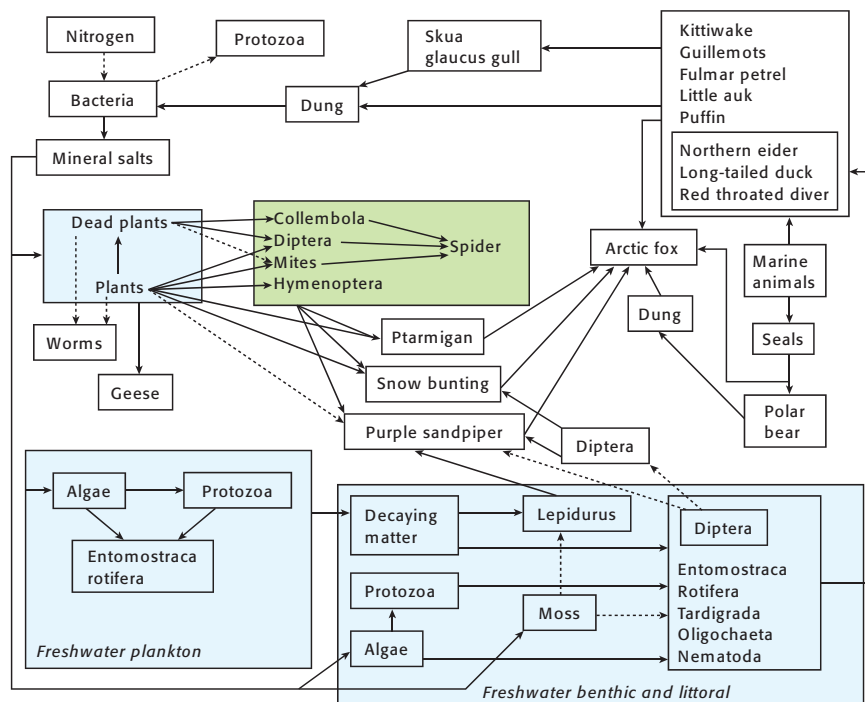 Nitrogen
Protozoa
Skua
glaucus gull
Kittiwake
Guillemots
Fulmar petrel
Little auk
Puffin
Northern eider
Long-tailed duck
Red throated diver
Bacteria
Dung
Mineral salts
Dead plants
Plants
Collembola
Diptera
Mites
Hymenoptera
Spider
Arctic fox
Marine
animals
Dung
Seals
Worms
Ptarmigan
Geese
Snow bunting
Polar
bear
Purple sandpiper
Diptera
Algae
Protozoa
Entomostraca
rotifera
Freshwater plankton
Decaying
matter
Lepidurus
Diptera
Entomostraca
Rotifera
Tardigrada
Oligochaeta
Nematoda
Protozoa
Moss
Algae
Freshwater benthic and littoral